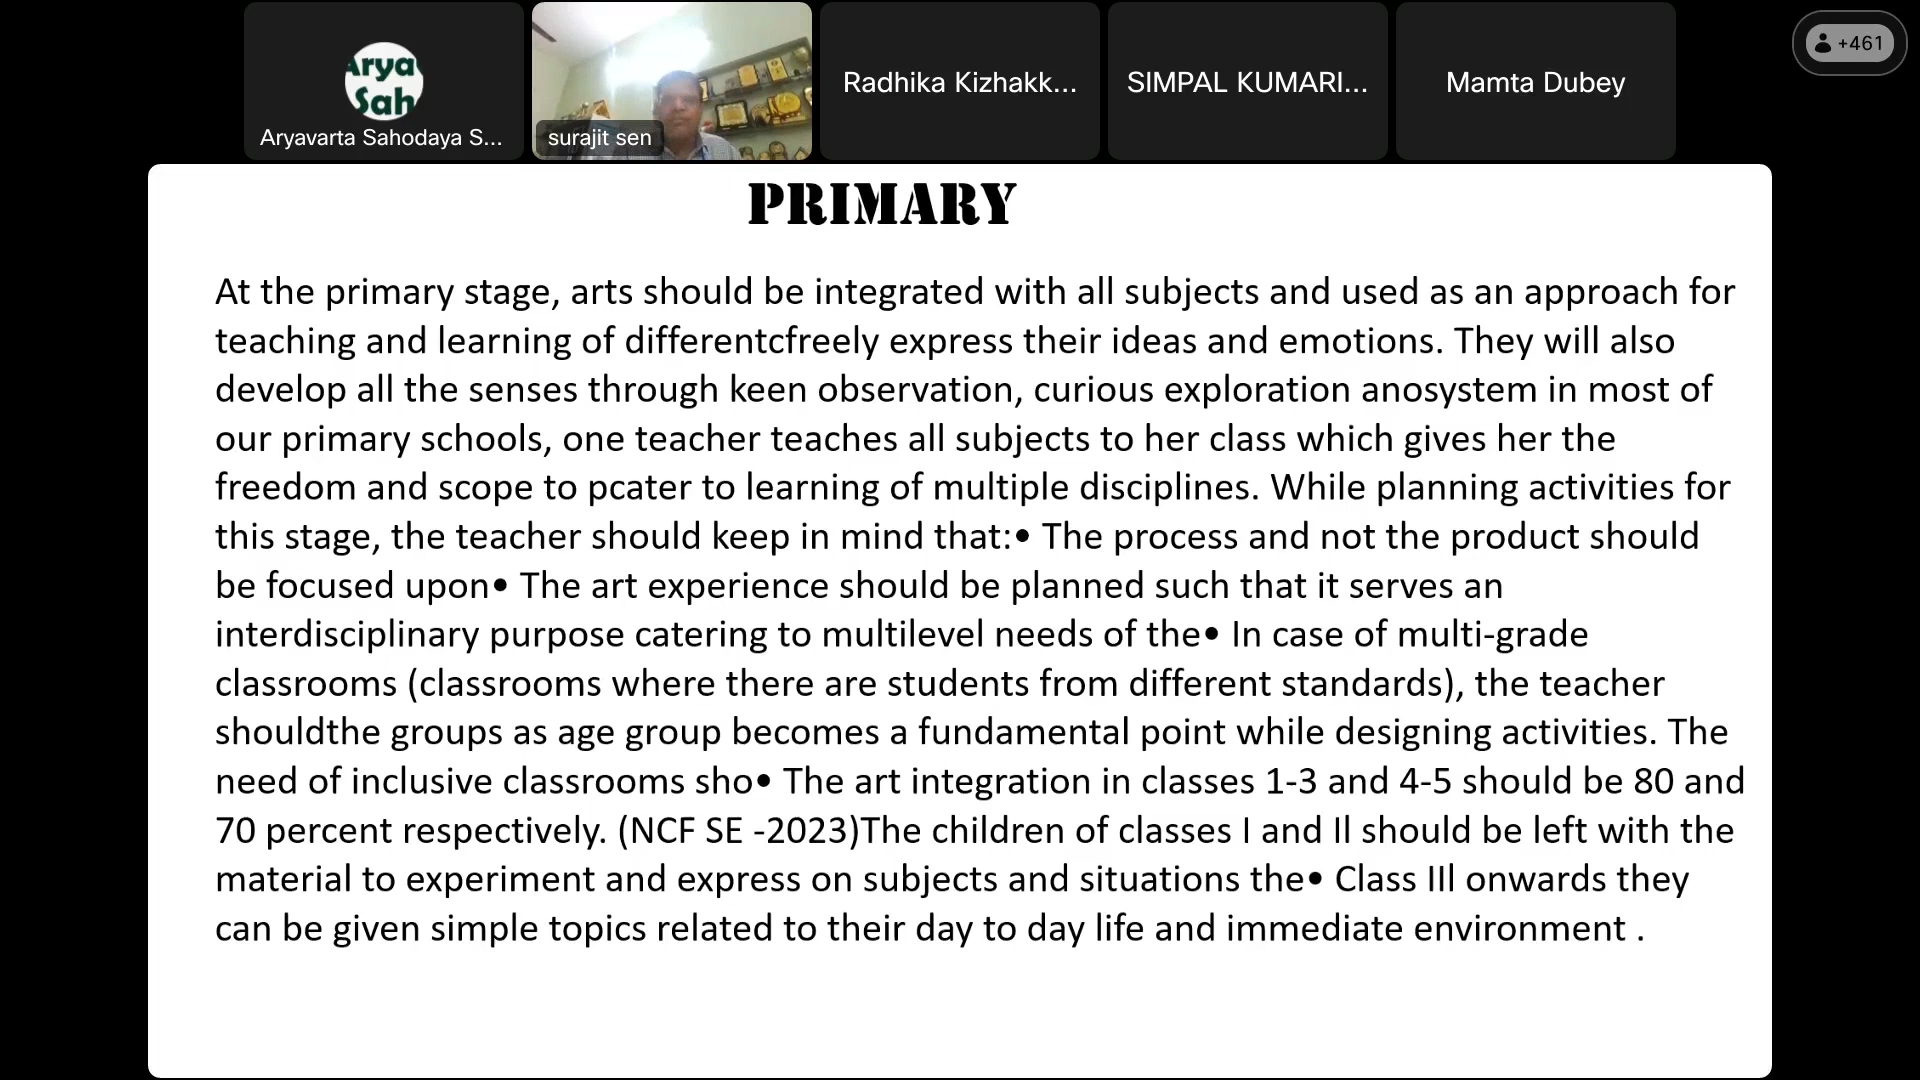 Arya
Sah
Aryavarta Sahodaya S...
surajit sen
Radhika Kizhakk...
SIMPAL KUMARI...
Mamta Dubey
+461
PRIMARY
At the primary stage, arts should be integrated with all subjects and used as an approach for
teaching and learning of differentcfreely express their ideas and emotions. They will also
develop all the senses through keen observation, curious exploration anosystem in most of
our primary schools, one teacher teaches all subjects to her class which gives her the
freedom and scope to pcater to learning of multiple disciplines. While planning activities for
this stage, the teacher should keep in mind that:• The process and not the product should
be focused upon• The art experience should be planned such that it serves an
interdisciplinary purpose catering to multilevel needs of the• In case of multi-grade
classrooms (classrooms where there are students from different standards), the teacher
shouldthe groups as age group becomes a fundamental point while designing activities. The
need of inclusive classrooms sho• The art integration in classes 1-3 and 4-5 should be 80 and
70 percent respectively. (NCF SE -2023)The children of classes I and Il should be left with the
material to experiment and express on subjects and situations the• Class IIl onwards they
can be given simple topics related to their day to day life and immediate environment .